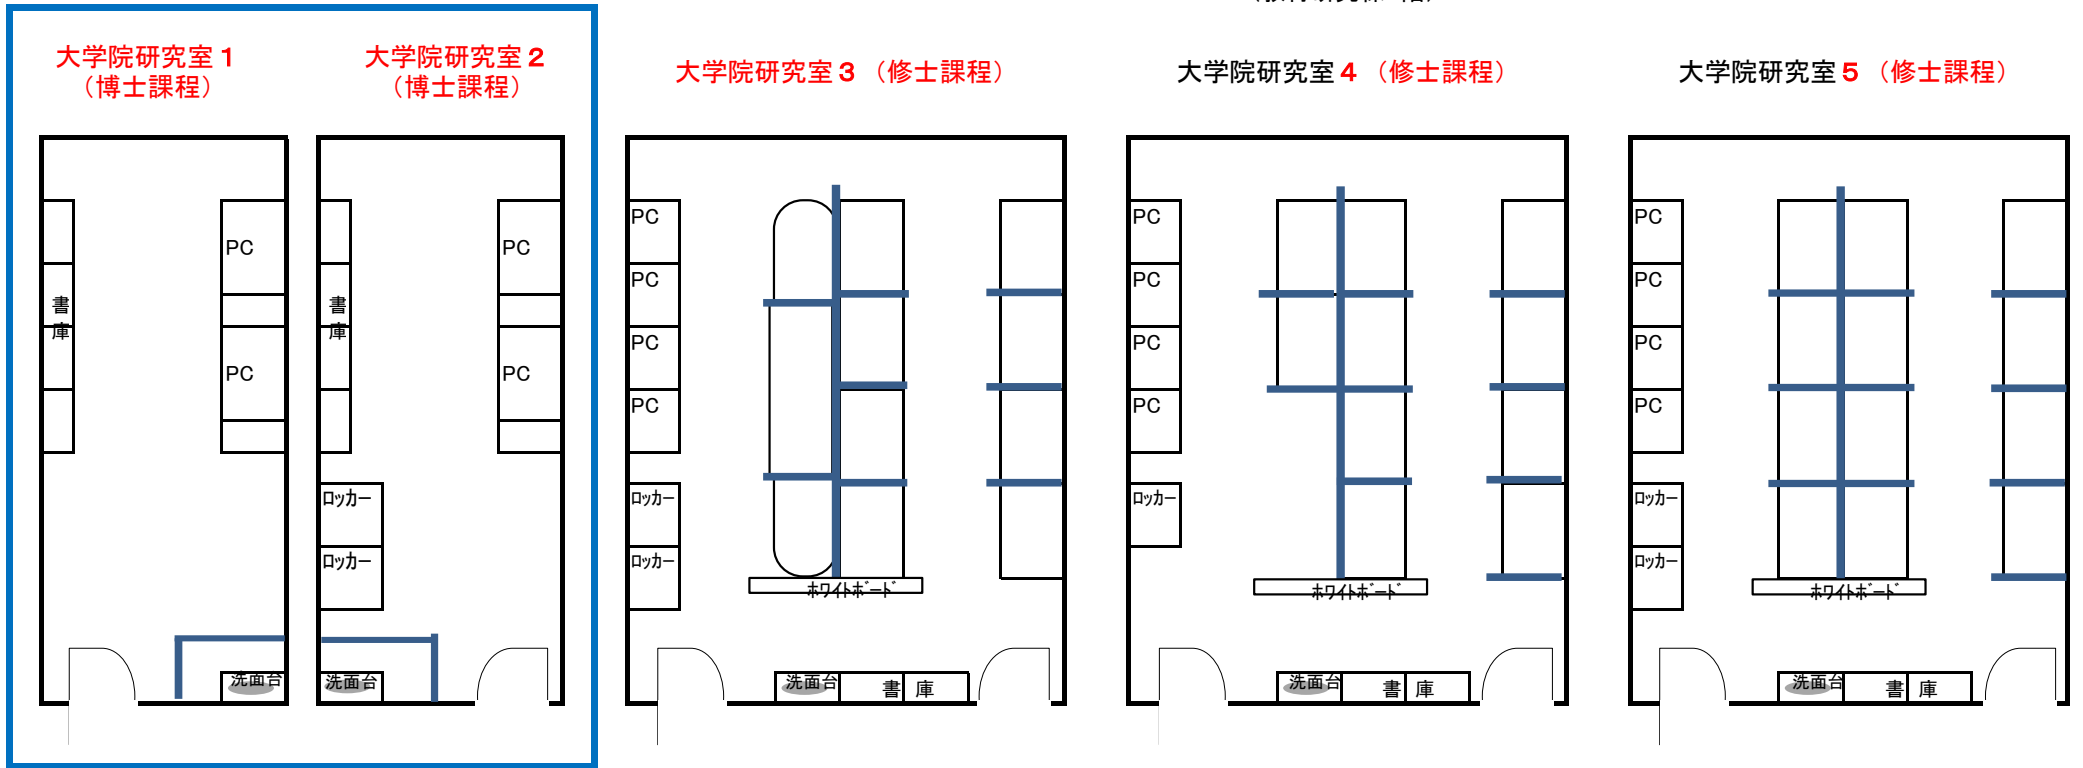 大学院研究室１
（博士課程）
大学院研究室２
（博士課程）
大学院研究室３（修士課程）
大学院研究室４（修士課程）
大学院研究室５（修士課程）
書庫
PC
PC
洗面台
書庫
PC
PC
ロッカー
ロッカー
洗面台
PC
PC
PC
PC
ロッカー
ロッカー
ホワイトボード
洗面台
書 庫
PC
PC
PC
PC
ロッカー
ホワイトボード
洗面台
書 庫
PC
PC
PC
PC
ロッカー
ロッカー
ホワイトボード
洗面台
書 庫